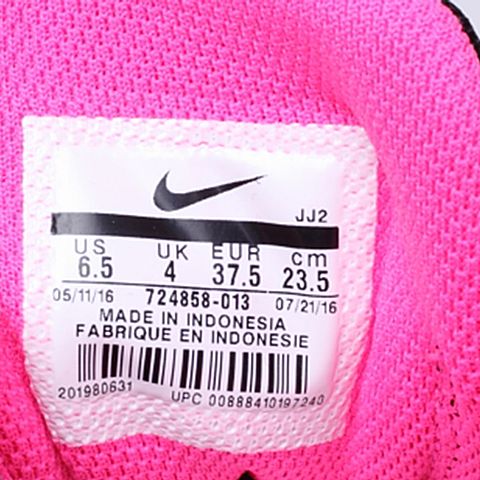 JJ2
US UK EUR cm
6.5 4 37.5 23.5
05/11/16 724858-013 07/21/16
MADE IN INDONESIA
FABRIQUE EN INDONESIE
201980631 UPC 00888410197240